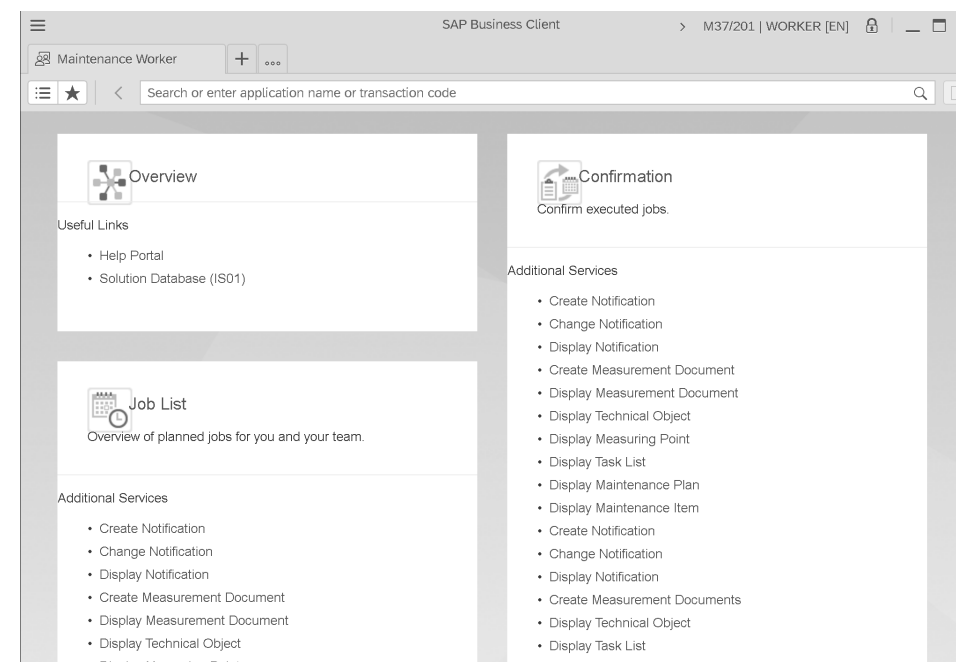 SAP Business Client
M37/201 | WORKER [EN]
Maintenance Worker
Search or enter application name or transaction code
Overview
Useful Links
• Help Portal
• Solution Database (IS01)
Job List
Overview of planned jobs for you and your team.
Additional Services
• Create Notification
• Change Notification
• Display Notification
• Create Measurement Document
• Display Measurement Document
• Display Technical Object
Confirmation
Confirm executed jobs.
Additional Services
• Create Notification
• Change Notification
• Display Notification
• Create Measurement Document
• Display Measurement Document
• Display Technical Object
• Display Measuring Point
• Display Task List
• Display Maintenance Plan
• Display Maintenance Item
• Create Notification
• Change Notification
• Display Notification
• Create Measurement Documents
• Display Technical Object
• Display Task List